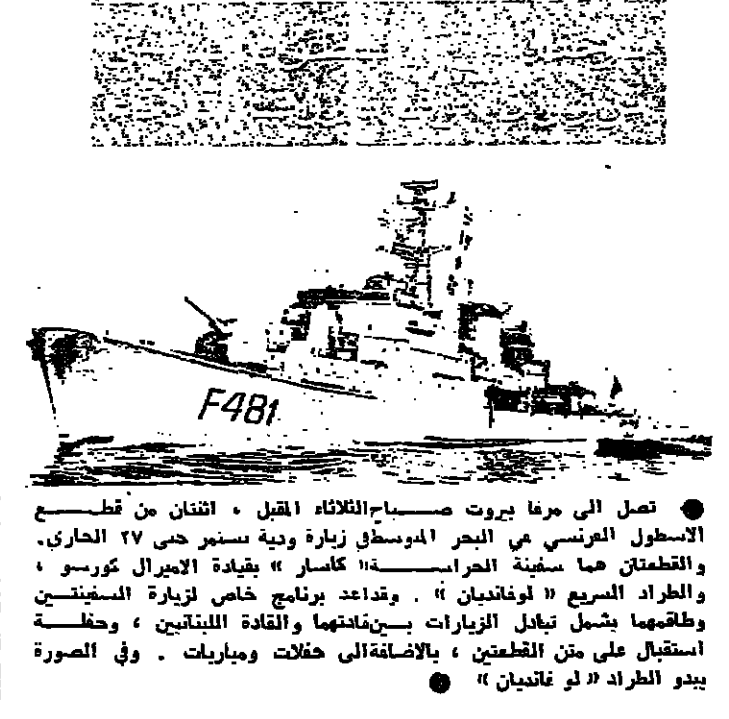 F481
● تصل الى مرفا بيروت صباح الثلاثاء المقبل ، اثنتان من قطع
الاسطول الفرنسي في البحر المتوسط في زيارة ودية تستمر حتى ٢٧ الجاري.
والقطعتان هما سفينة الحراسة « كاسار » بقيادة الاميرال كورسو ،
والطراد السريع « لوفانديان » . وقد اعد برنامج خاص لزيارة السفينتين
وطاقمهما يشمل تبادل الزيارات بين قادتهما والقادة اللبنانيين ، وحفلة
استقبال على متن القطعتين ، بالاضافة الى حفلات ومباريات . وفي الصورة
يبدو الطراد « لو فانديان » ●